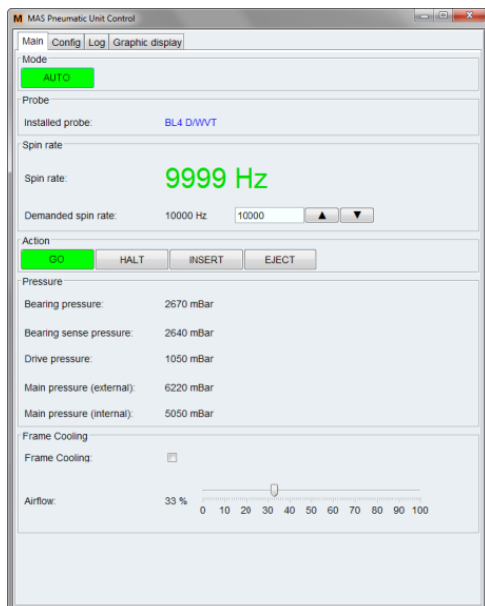 M MAS Pneumatic Unit Control
Main Config Log Graphic display
Mode
AUTO
Probe
Installed probe: BL4 D/WVT
Spin rate
Spin rate: 9999 Hz
Demanded spin rate: 10000 Hz 10000 ▲ ▼
Action
GO HALT INSERT EJECT
Pressure
Bearing pressure: 2670 mBar
Bearing sense pressure: 2640 mBar
Drive pressure: 1050 mBar
Main pressure (external): 6220 mBar
Main pressure (internal): 5050 mBar
Frame Cooling
Frame Cooling:
Airflow: 33 %
0 10 20 30 40 50 60 70 80 90 100